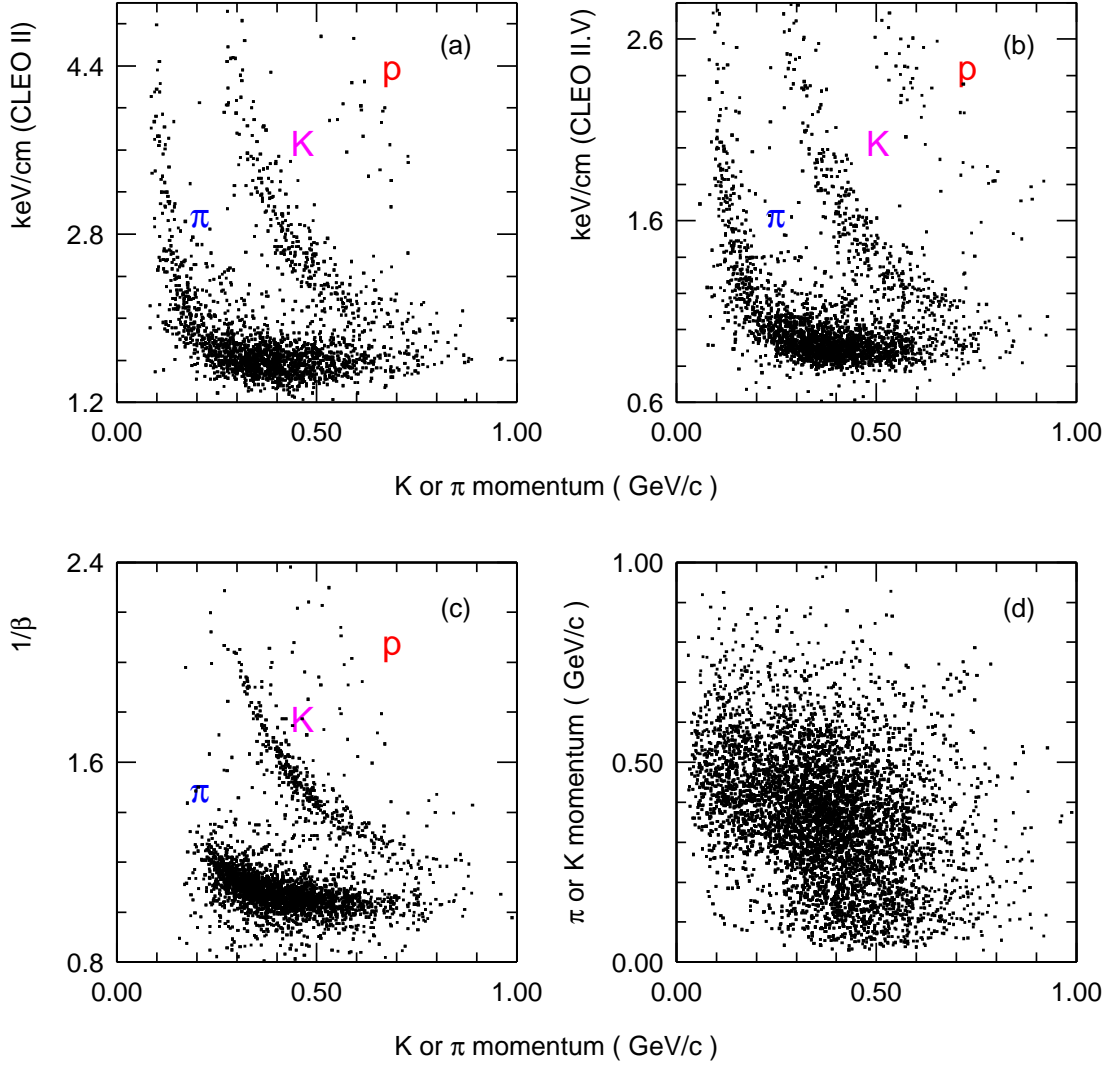 keV/cm (CLEO II)
4.4
2.8
1.2
(a)
p
K
π
0.00
0.50
1.00
K or π momentum ( GeV/c )
keV/cm (CLEO II.V)
2.6
1.6
0.6
(b)
p
K
π
0.00
0.50
1.00
1/β
2.4
1.6
0.8
(c)
p
K
π
0.00
0.50
1.00
π or K momentum ( GeV/c )
1.00
0.50
0.00
(d)
0.00
0.50
1.00
K or π momentum ( GeV/c )